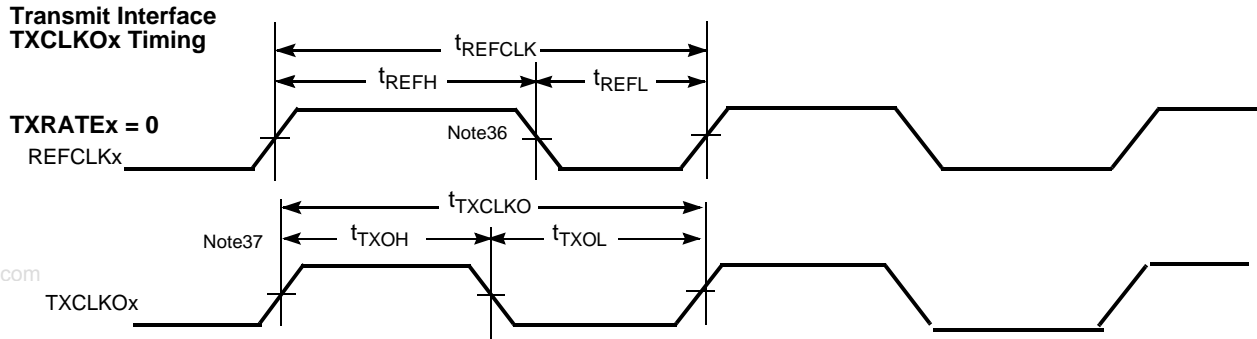 Transmit Interface
TXCLKOx Timing
tREFCLK
tREFH
tREFL
TXRATEx = 0
Note36
REFCLKx
tTXCLKO
Note37
tTXOH
tTXOL
com
TXCLKOx